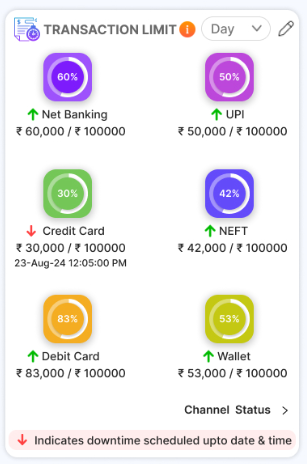 TRANSACTION LIMIT i Day
60% 50%
Net Banking UPI
₹ 60,000 / ₹ 100000 ₹ 50,000 / ₹ 100000
30% 42%
Credit Card NEFT
₹ 30,000 / ₹ 100000 ₹ 42,000 / ₹ 100000
23-Aug-24 12:05:00 PM
83% 53%
Debit Card Wallet
₹ 83,000 / ₹ 100000 ₹ 53,000 / ₹ 100000
Channel Status >
Indicates downtime scheduled upto date & time